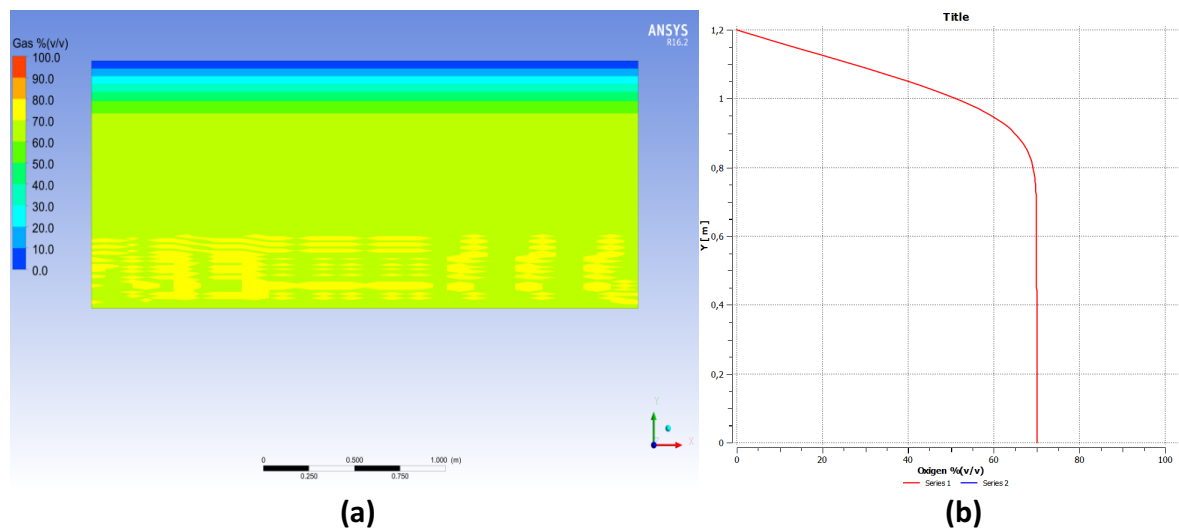 Gas %(v/v)
100.0
90.0
80.0
70.0
60.0
50.0
40.0
30.0
20.0
10.0
0.0
ANSYS
R16.2
Y
X
0
0.500
1.000 (m)
0.250
0.750
(a)
Title
1,2
1
0,8
0,6
0,4
0,2
0
Y [ m ]
0
20
40
60
80
100
Oxigen %(v/v)
Series 1
Series 2
(b)